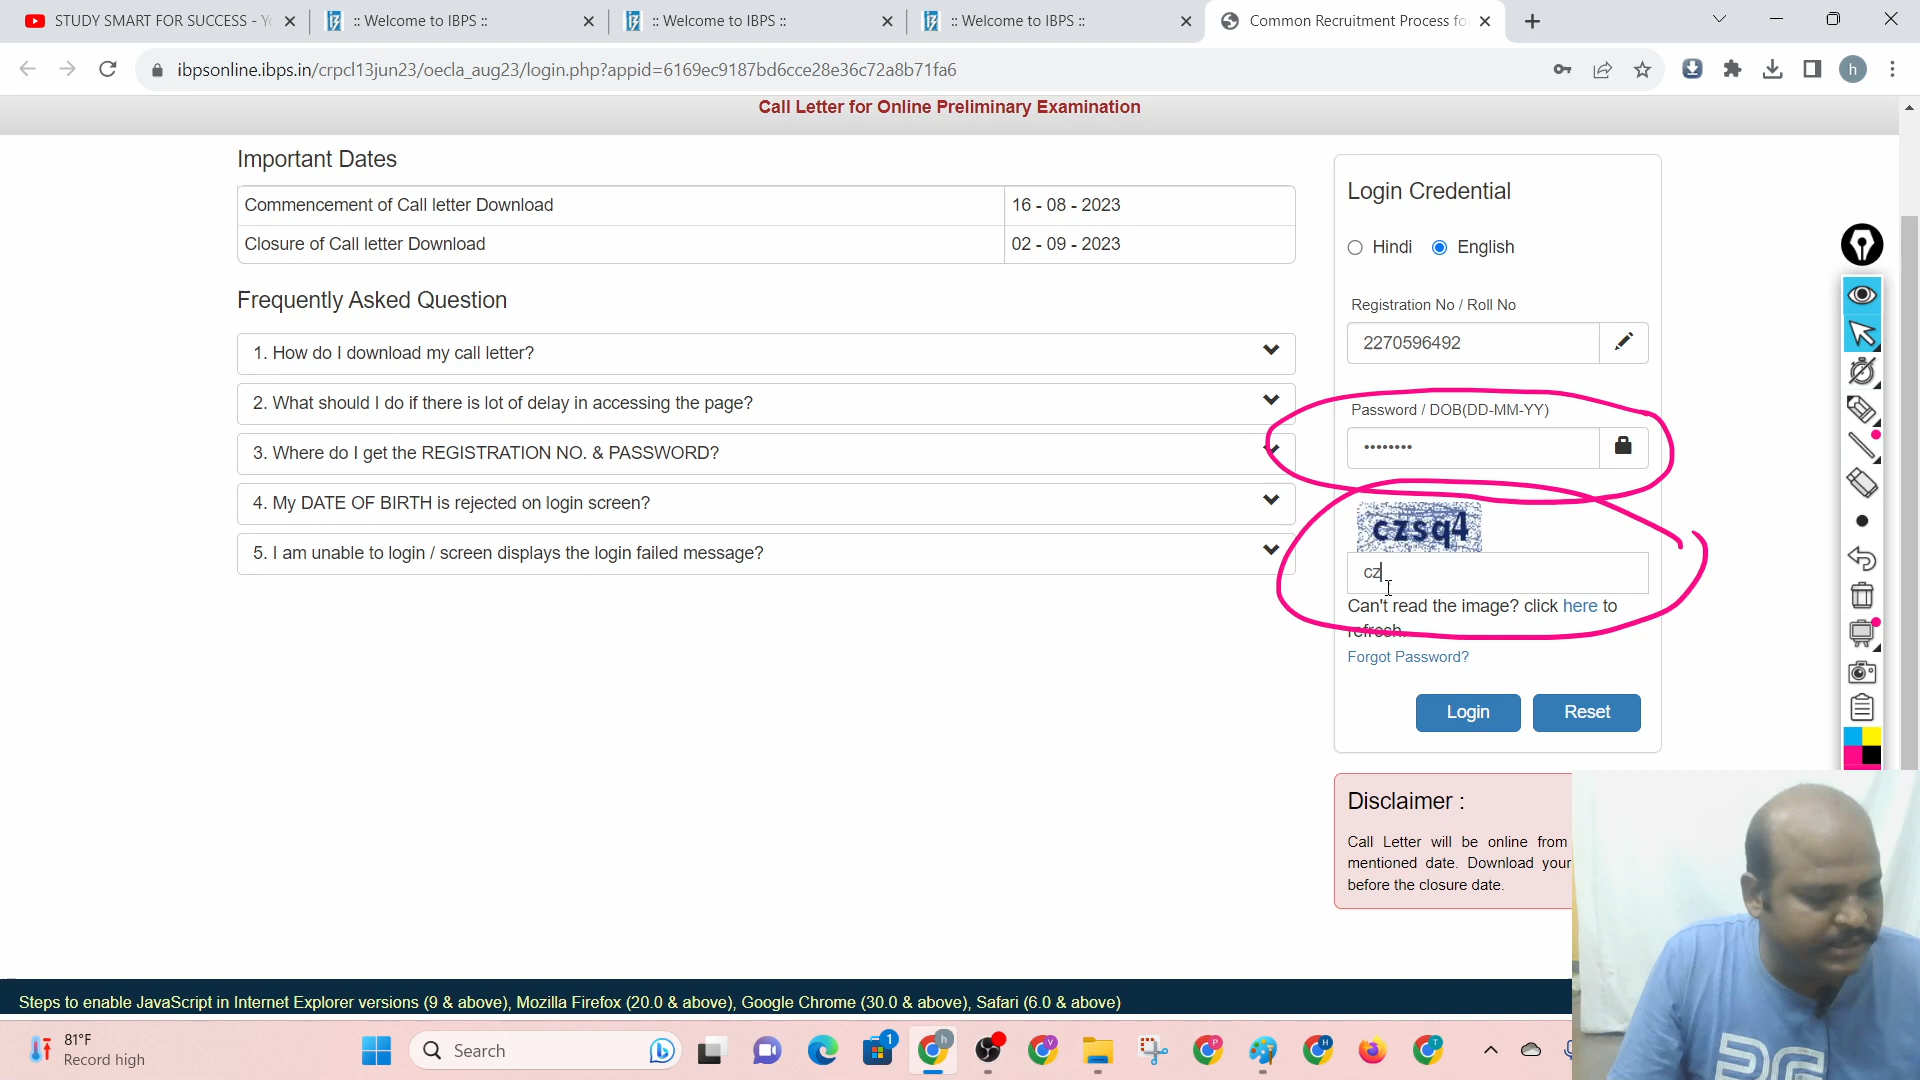 STUDY SMART FOR SUCCESS - Yo
:: Welcome to IBPS ::
:: Welcome to IBPS ::
:: Welcome to IBPS ::
Common Recruitment Process fo
ibpsonline.ibps.in/crpcl13jun23/oecla_aug23/login.php?appid=6169ec9187bd6cce28e36c72a8b71fa6
h
Call Letter for Online Preliminary Examination
Important Dates
Commencement of Call letter Download 16 - 08 - 2023
Closure of Call letter Download 02 - 09 - 2023
Frequently Asked Question
1. How do I download my call letter?
2. What should I do if there is lot of delay in accessing the page?
3. Where do I get the REGISTRATION NO. & PASSWORD?
4. My DATE OF BIRTH is rejected on login screen?
5. I am unable to login / screen displays the login failed message?
Login Credential
Hindi English
Registration No / Roll No
2270596492
Password / DOB(DD-MM-YY)
••••••••
czsq4
cz
Can't read the image? click here to
refresh.
Forgot Password?
Login Reset
Disclaimer :
Call Letter will be online from
mentioned date. Download your
before the closure date.
Steps to enable JavaScript in Internet Explorer versions (9 & above), Mozilla Firefox (20.0 & above), Google Chrome (30.0 & above), Safari (6.0 & above)
81°F
Record high
Search
1
h
V
P
H
T